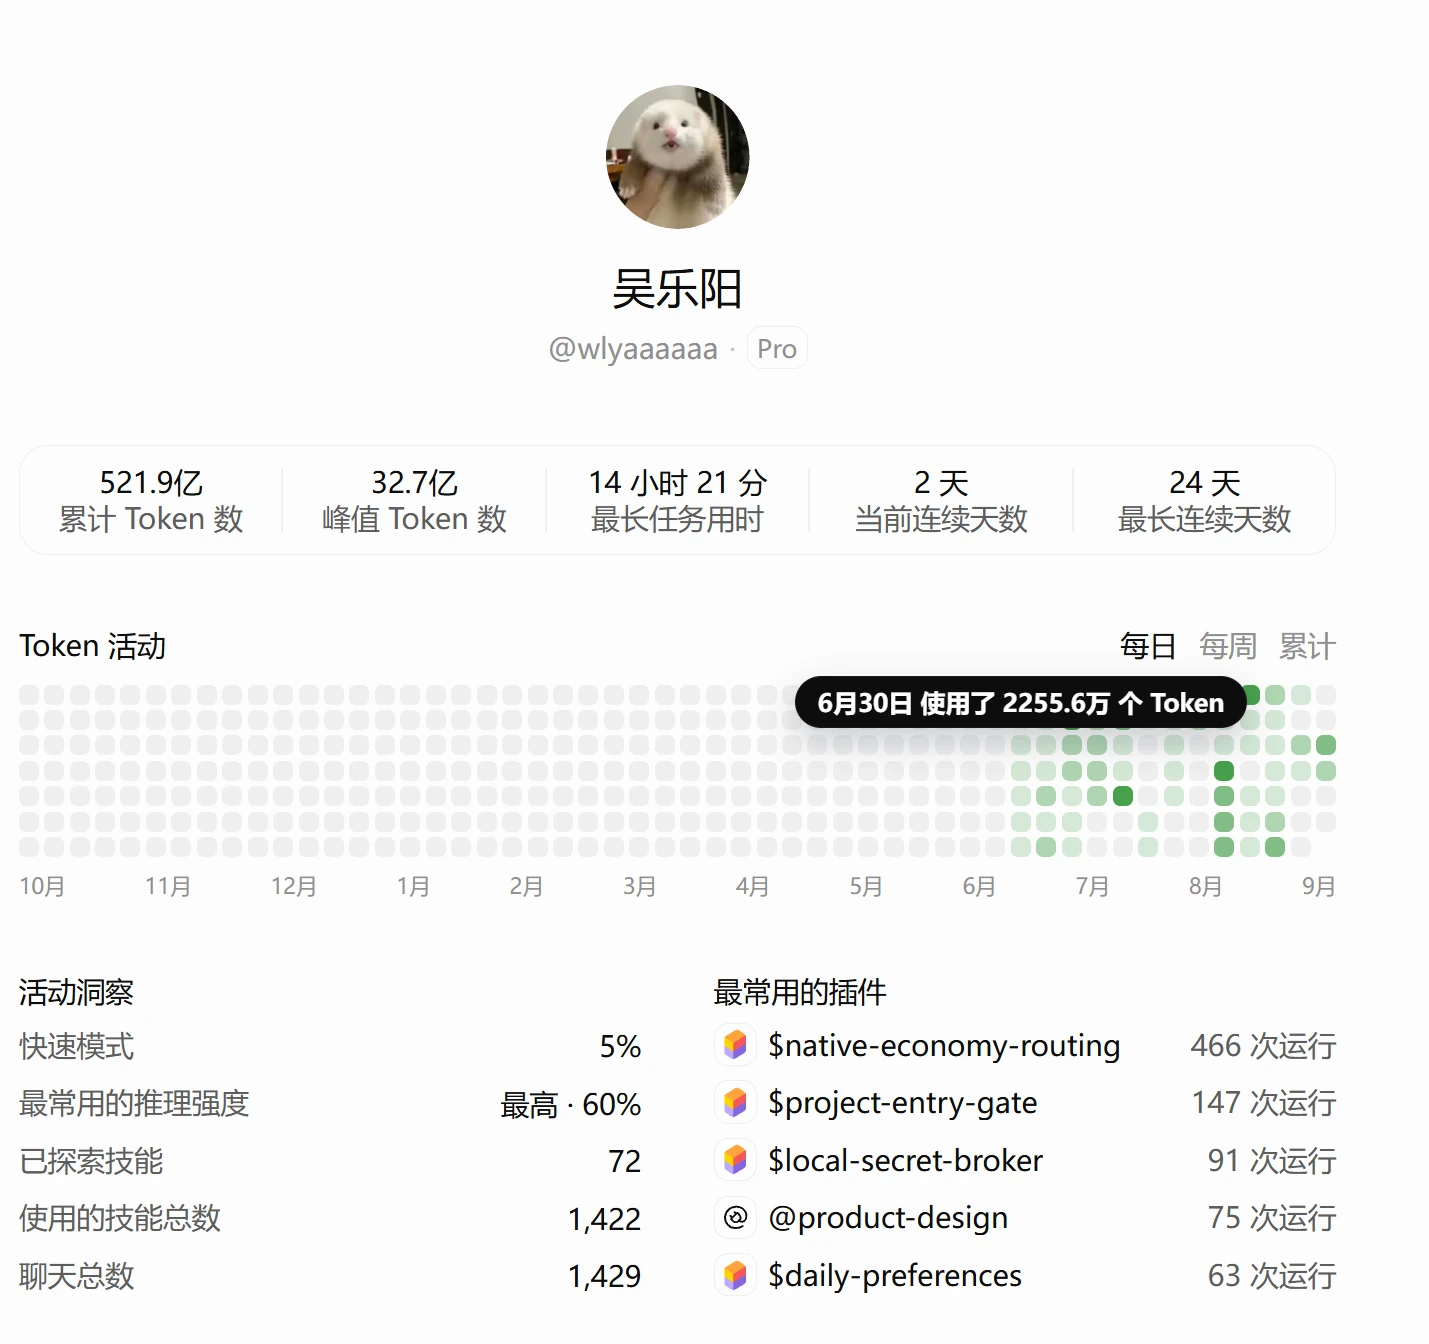 吴乐阳
@wlyaaaaaa · Pro
521.9亿 32.7亿 14 小时 21 分 2 天 24 天
累计 Token 数 峰值 Token 数 最长任务用时 当前连续天数 最长连续天数
Token 活动 每日 每周 累计
6月30日 使用了 2255.6万 个 Token
10月 11月 12月 1月 2月 3月 4月 5月 6月 7月 8月 9月
活动洞察
快速模式 5%
最常用的推理强度 最高 · 60%
已探索技能 72
使用的技能总数 1,422
聊天总数 1,429
最常用的插件
$native-economy-routing 466 次运行
$project-entry-gate 147 次运行
$local-secret-broker 91 次运行
@product-design 75 次运行
$daily-preferences 63 次运行